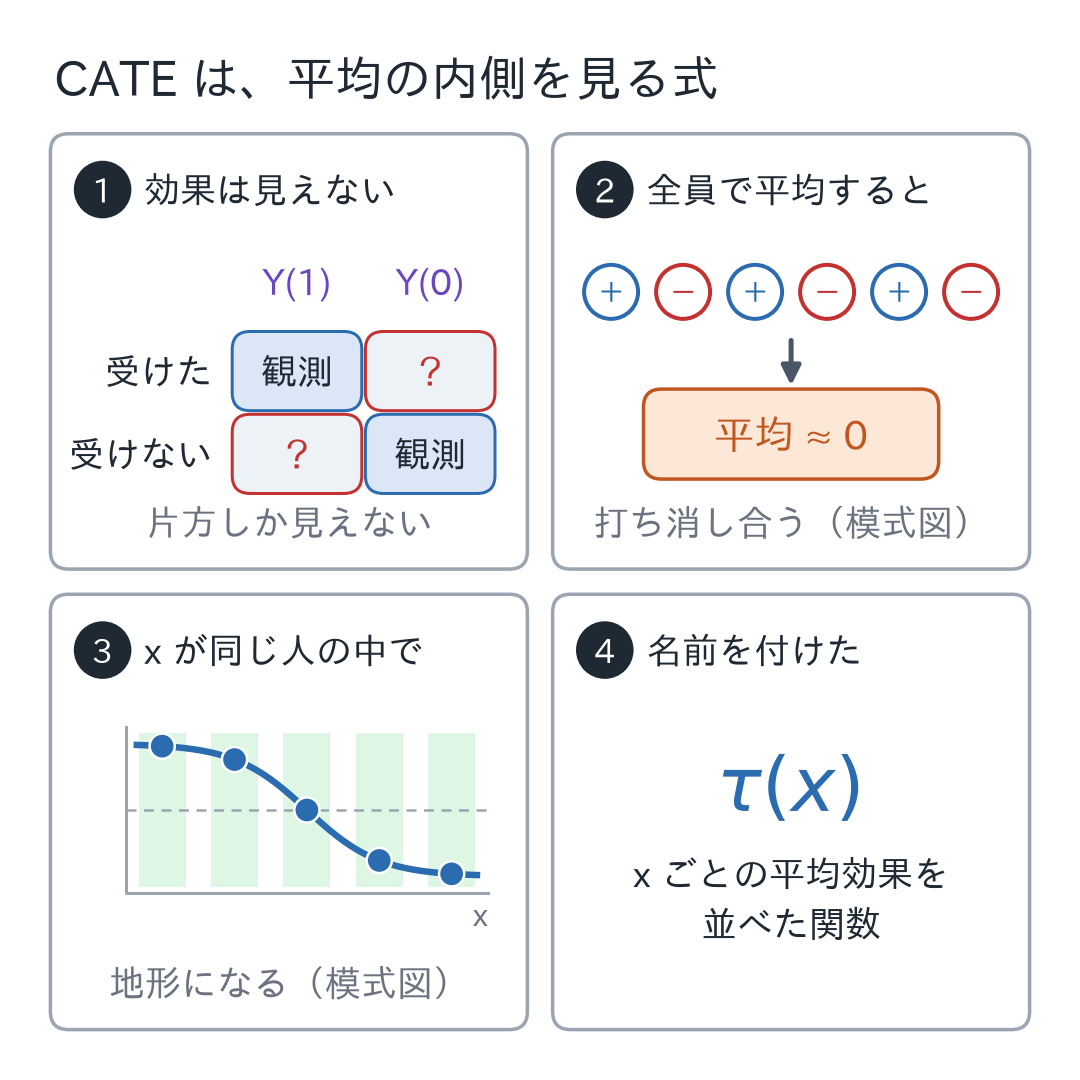 CATE は、平均の内側を見る式
1 効果は見えない
Y(1) Y(0)
受けた 観測 ?
受けない ? 観測
片方しか見えない
2 全員で平均すると
+ − + − + −
平均 ≈ 0
打ち消し合う（模式図）
3 x が同じ人の中で
x
地形になる（模式図）
4 名前を付けた
τ(x)
x ごとの平均効果を
並べた関数